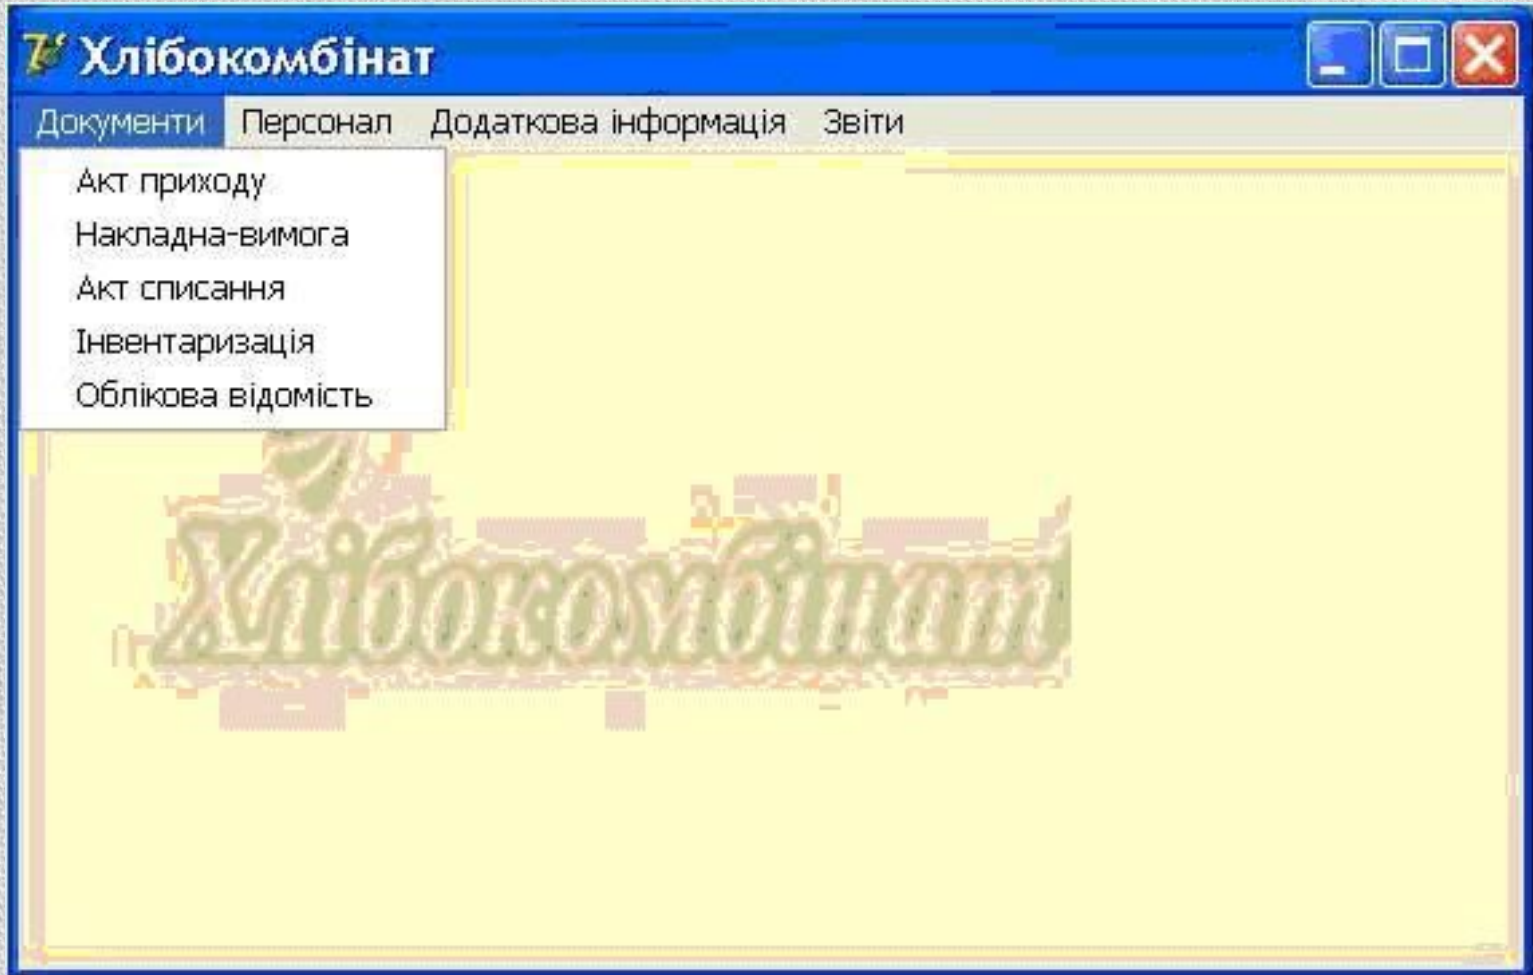 Хлібокомбінат
Документи Персонал Додаткова інформація Звіти
Акт приходу
Накладна-вимога
Акт списання
Інвентаризація
Облікова відомість
Хлібокомбінат